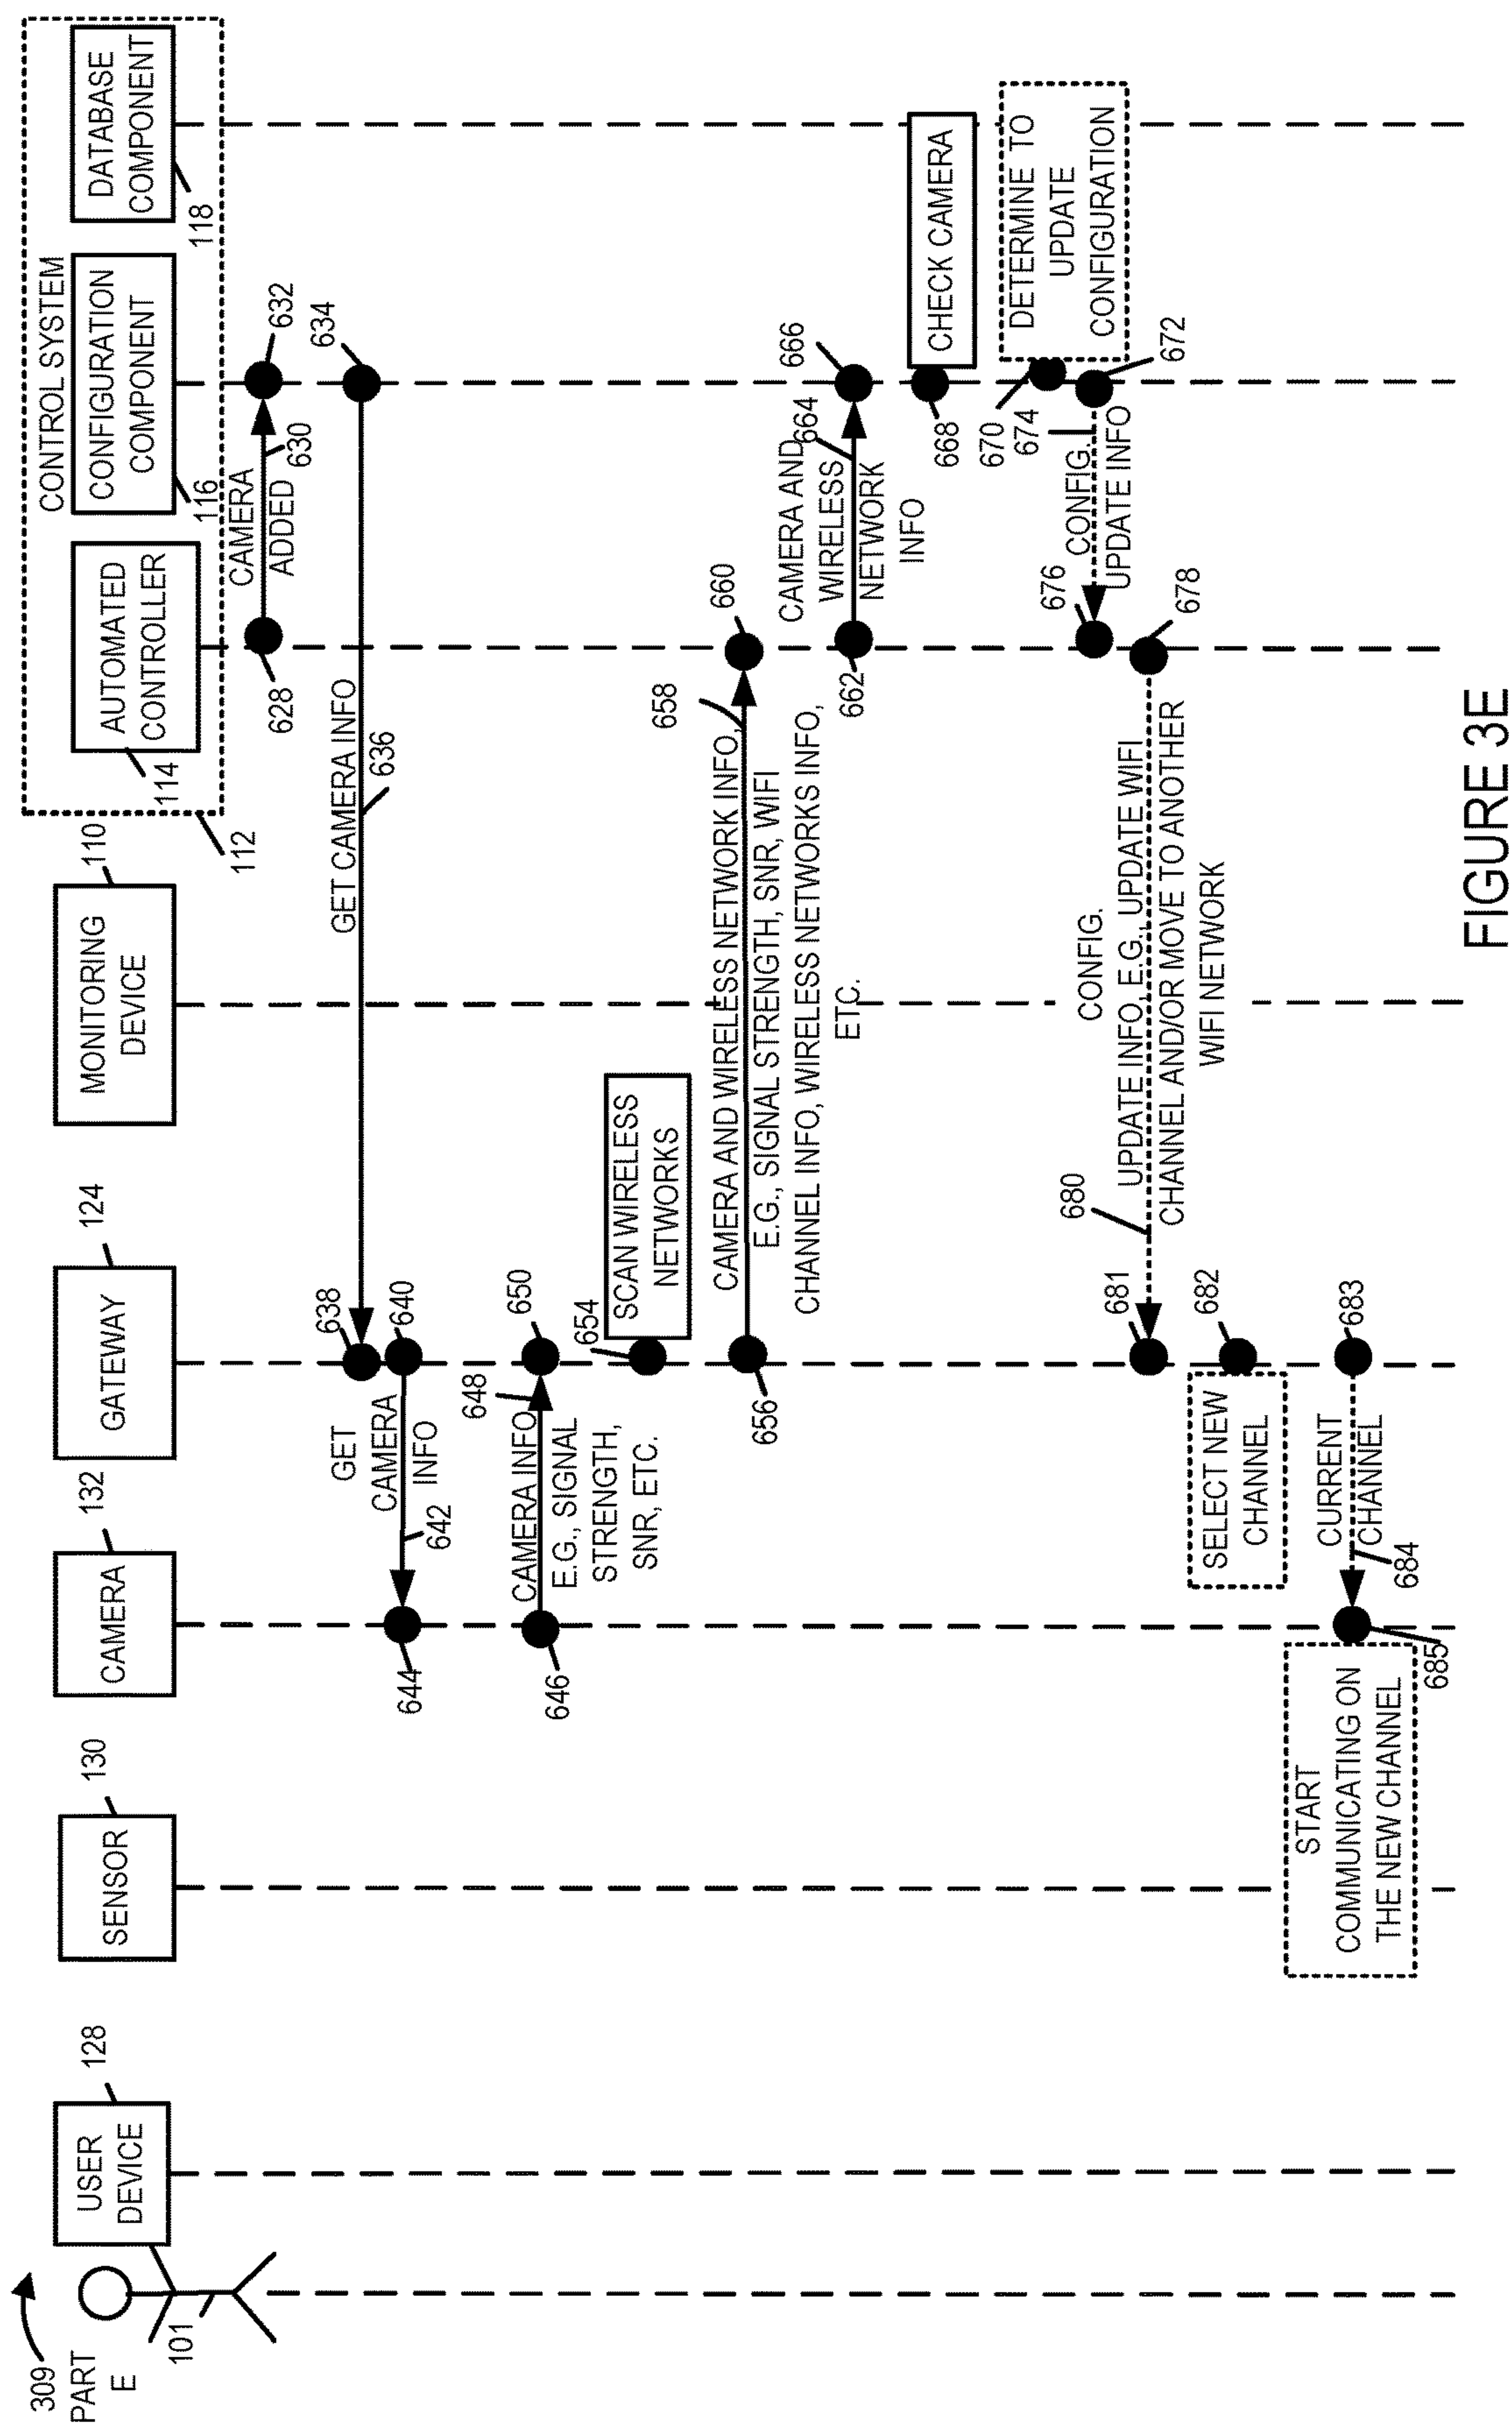 309
PART
E
101
USER
DEVICE
128
SENSOR
130
CAMERA
132
GATEWAY
124
MONITORING
DEVICE
110
CONTROL SYSTEM
112
AUTOMATED
CONTROLLER
114
CONFIGURATION
COMPONENT
116
DATABASE
COMPONENT
118
628
CAMERA
ADDED
630
632
634
GET CAMERA INFO
636
638
640
GET
CAMERA
INFO
642
644
646
CAMERA INFO
E.G., SIGNAL
STRENGTH,
SNR, ETC.
648
650
654
SCAN WIRELESS
NETWORKS
656
CAMERA AND WIRELESS NETWORK INFO,
E.G., SIGNAL STRENGTH, SNR, WIFI
CHANNEL INFO, WIRELESS NETWORKS INFO,
ETC.
658
660
662
CAMERA AND
WIRELESS
NETWORK
INFO
664
666
668
CHECK CAMERA
670
DETERMINE TO
UPDATE
CONFIGURATION
672
674
CONFIG.
UPDATE INFO
676
678
CONFIG.
UPDATE INFO, E.G., UPDATE WIFI
CHANNEL AND/OR MOVE TO ANOTHER
WIFI NETWORK
680
681
682
SELECT NEW
CHANNEL
683
CURRENT
CHANNEL
684
685
START
COMMUNICATING ON
THE NEW CHANNEL
FIGURE 3E